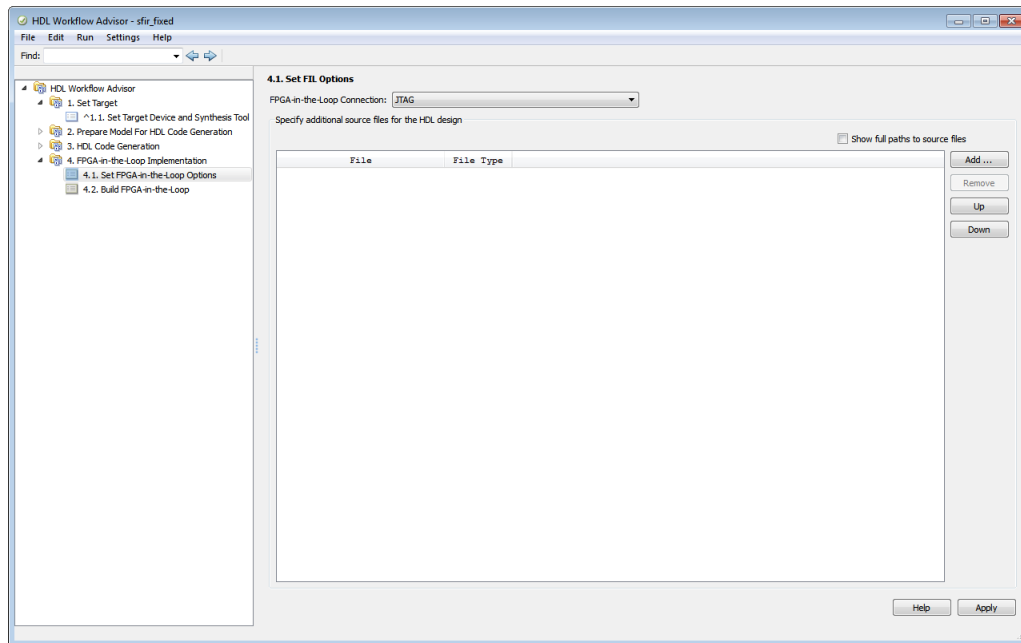 HDL Workflow Advisor - sfir_fixed
File Edit Run Settings Help
Find:
HDL Workflow Advisor
1. Set Target
^1.1. Set Target Device and Synthesis Tool
2. Prepare Model For HDL Code Generation
3. HDL Code Generation
4. FPGA-in-the-Loop Implementation
4.1. Set FPGA-in-the-Loop Options
4.2. Build FPGA-in-the-Loop
4.1. Set FIL Options
FPGA-in-the-Loop Connection: JTAG
Specify additional source files for the HDL design
Show full paths to source files
File File Type
Add ...
Remove
Up
Down
Help Apply